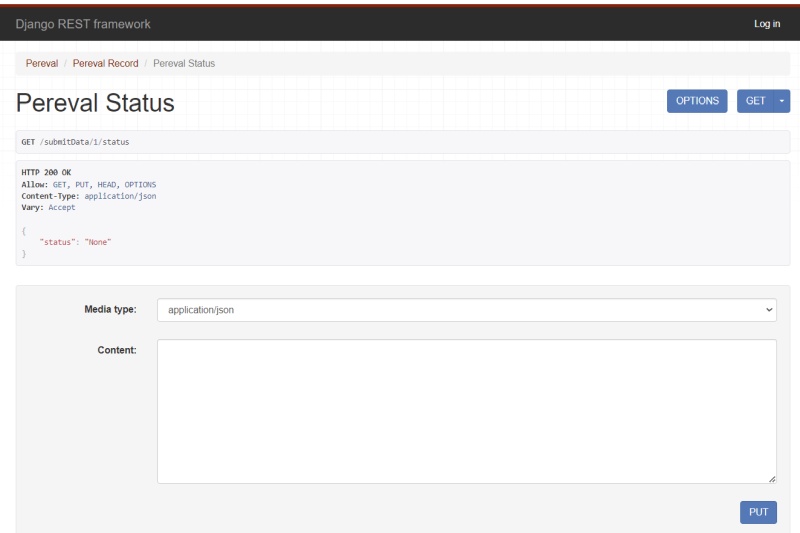 Django REST framework
Log in
Pereval / Pereval Record / Pereval Status
Pereval Status
OPTIONS
GET
GET /submitData/1/status
HTTP 200 OK
Allow: GET, PUT, HEAD, OPTIONS
Content-Type: application/json
Vary: Accept
{
"status": "None"
}
Media type:
application/json
Content:
PUT